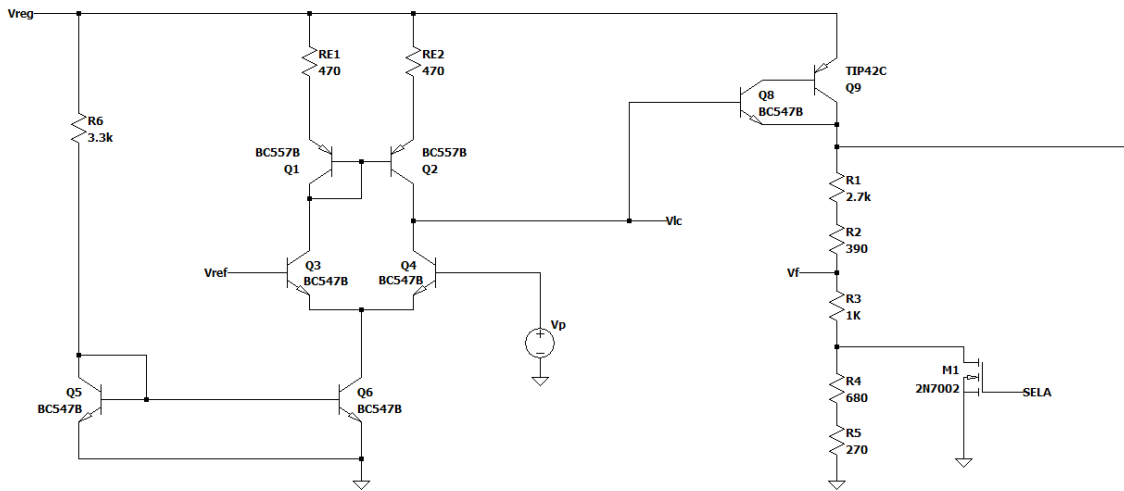 Vreg
RE1
470
RE2
470
TIP42C
Q9
Q8
BC547B
R6
3.3k
BC557B
Q1
BC557B
Q2
R1
2.7k
Vlc
R2
390
Vref
Q3
BC547B
Q4
BC547B
Vf
R3
1K
Vp
M1
2N7002
SELA
Q5
BC547B
Q6
BC547B
R4
680
R5
270